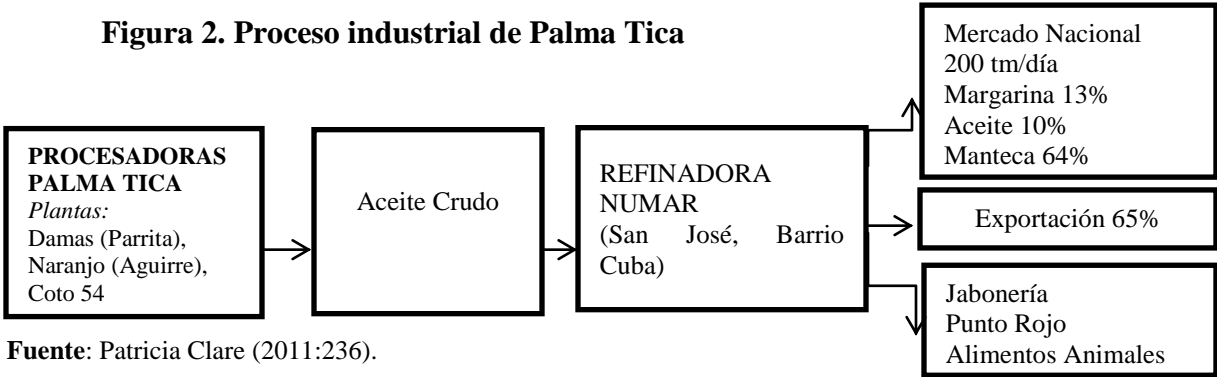 Figura 2. Proceso industrial de Palma Tica
PROCESADORAS
PALMA TICA
Plantas:
Damas (Parrita),
Naranjo (Aguirre),
Coto 54
Aceite Crudo
REFINADORA
NUMAR
(San José, Barrio
Cuba)
Mercado Nacional
200 tm/día
Margarina 13%
Aceite 10%
Manteca 64%
Exportación 65%
Jabonería
Punto Rojo
Alimentos Animales
Fuente: Patricia Clare (2011:236).